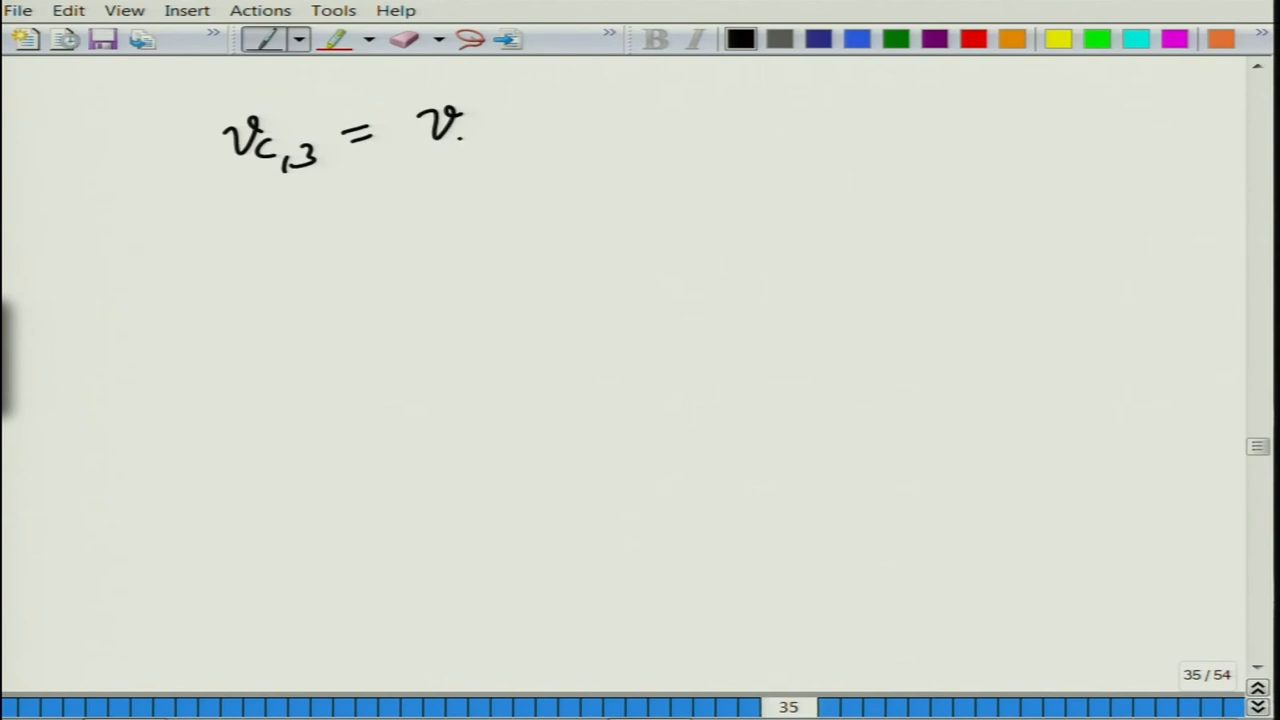 File Edit View Insert Actions Tools Help
B I
v_{c,3} = v.
35 / 54
35